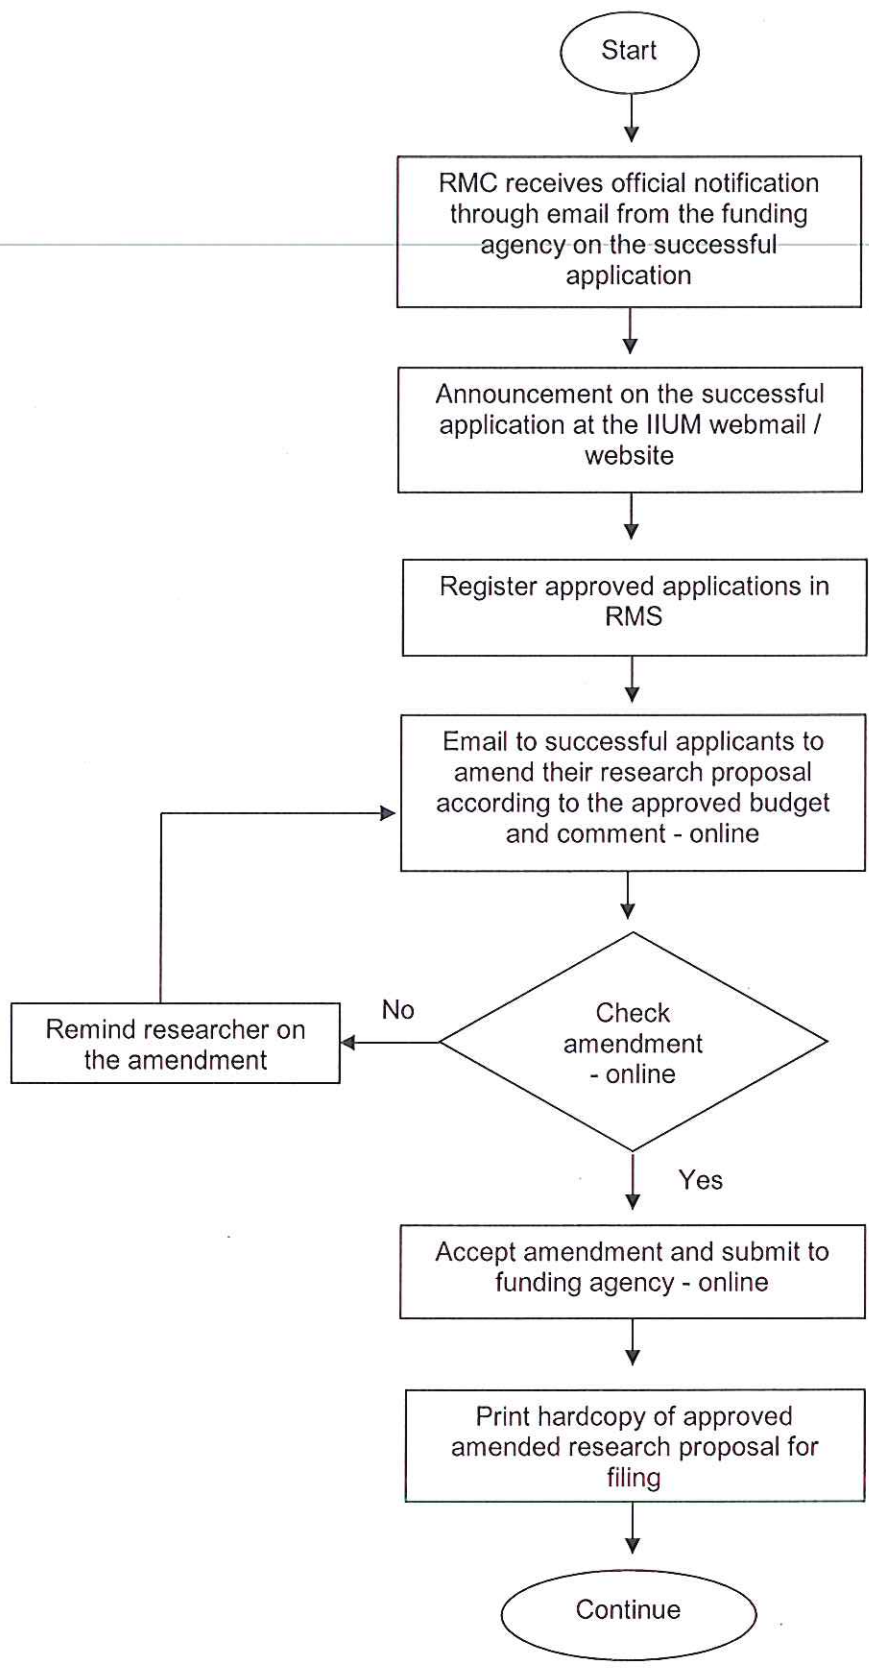 Start
RMC receives official notification
through email from the funding
agency on the successful
application
Announcement on the successful
application at the IIUM webmail /
website
Register approved applications in
RMS
Email to successful applicants to
amend their research proposal
according to the approved budget
and comment - online
Check
amendment
- online
No
Remind researcher on
the amendment
Yes
Accept amendment and submit to
funding agency - online
Print hardcopy of approved
amended research proposal for
filing
Continue